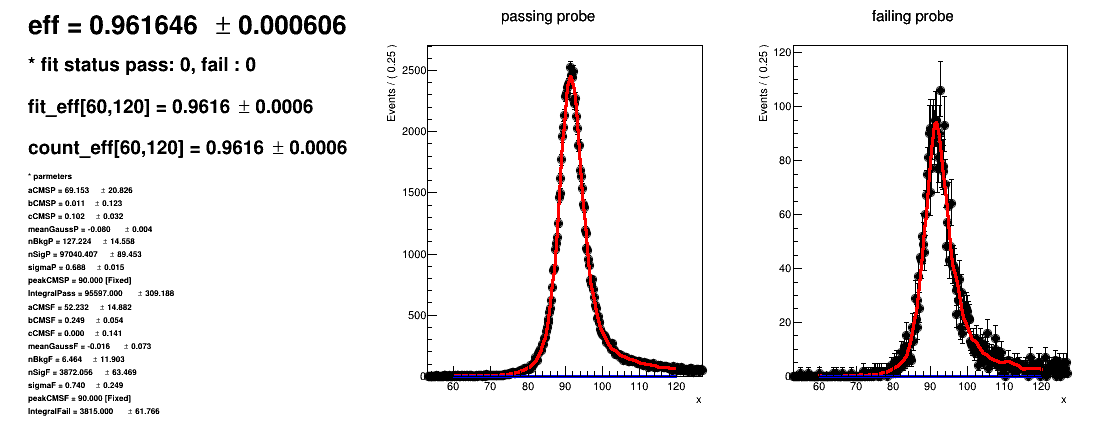 eff = 0.961646 ± 0.000606
* fit status pass: 0, fail : 0
fit_eff[60,120] = 0.9616 ± 0.0006
count_eff[60,120] = 0.9616 ± 0.0006
* parmeters
aCMSP = 69.153 ± 20.826
bCMSP = 0.011 ± 0.123
cCMSP = 0.102 ± 0.032
meanGaussP = -0.080 ± 0.004
nBkgP = 127.224 ± 14.558
nSigP = 97040.407 ± 89.453
sigmaP = 0.688 ± 0.015
peakCMSP = 90.000 [Fixed]
IntegralPass = 95597.000 ± 309.188
aCMSF = 52.232 ± 14.882
bCMSF = 0.249 ± 0.054
cCMSF = 0.000 ± 0.141
meanGaussF = -0.016 ± 0.073
nBkgF = 6.464 ± 11.903
nSigF = 3872.056 ± 63.469
sigmaF = 0.740 ± 0.249
peakCMSF = 90.000 [Fixed]
IntegralFail = 3815.000 ± 61.766
passing probe
Events / ( 0.25 )
2500
2000
1500
1000
500
0
60 70 80 90 100 110 120
x
failing probe
Events / ( 0.25 )
120
100
80
60
40
20
0
60 70 80 90 100 110 120
x